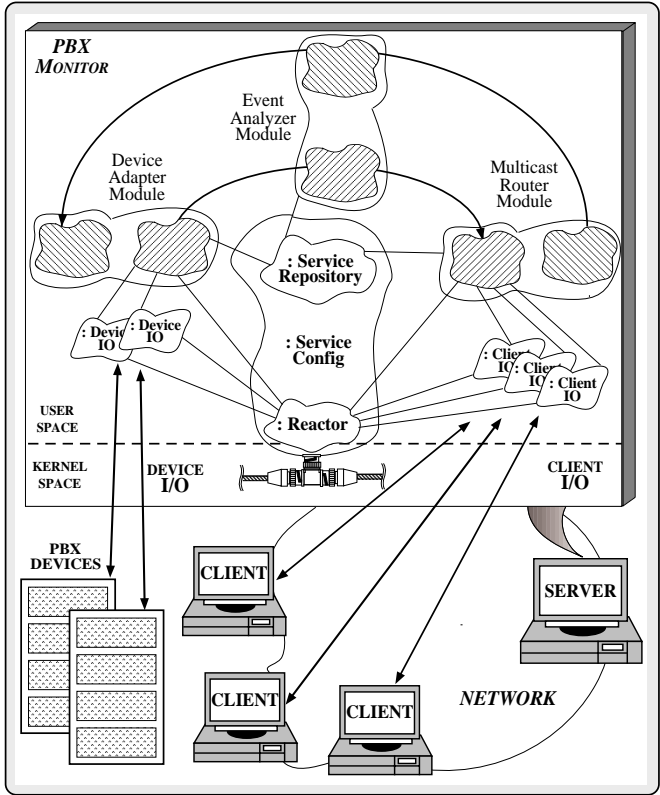 PBX
MONITOR
Event
Analyzer
Module
Device
Adapter
Module
Multicast
Router
Module
: Service
Repository
: Device
IO
: Device
IO
: Service
Config
: Client
IO
: Client
IO
: Client
IO
: Reactor
USER
SPACE
KERNEL
SPACE
DEVICE
I/O
CLIENT
I/O
PBX
DEVICES
CLIENT
SERVER
CLIENT
CLIENT
NETWORK